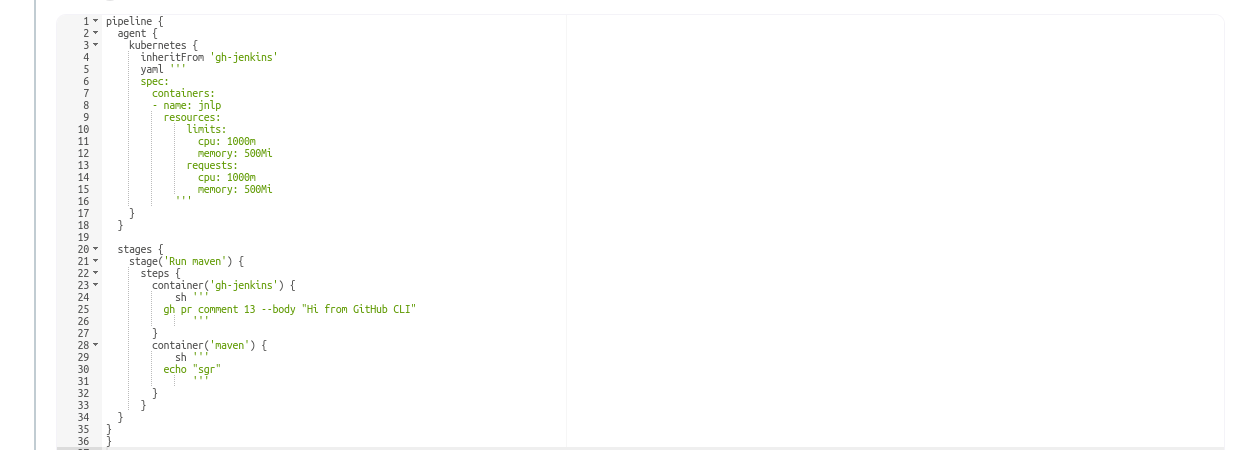 1 pipeline {
2   agent {
3     kubernetes {
4       inheritFrom 'gh-jenkins'
5       yaml '''
6       spec:
7         containers:
8         - name: jnlp
9           resources:
10               limits:
11                 cpu: 1000m
12                 memory: 500Mi
13               requests:
14                 cpu: 1000m
15                 memory: 500Mi
16             '''
17     }
18   }
19
20   stages {
21     stage('Run maven') {
22       steps {
23         container('gh-jenkins') {
24             sh '''
25           gh pr comment 13 --body "Hi from GitHub CLI"
26                '''
27         }
28         container('maven') {
29             sh '''
30           echo "sgr"
31                '''
32         }
33       }
34   }
35 }
36 }